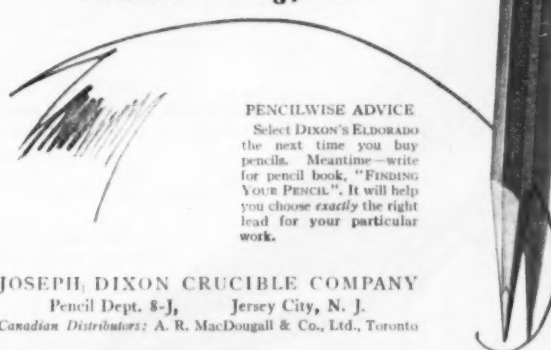 PENCILWISE ADVICE
Select DIXON'S ELDORADO
the next time you buy
pencils. Meantime—write
for pencil book, "FINDING
YOUR PENCIL". It will help
you choose exactly the right
lead for your particular
work.
JOSEPH DIXON CRUCIBLE COMPANY
Pencil Dept. 8-J, Jersey City, N. J.
Canadian Distributors: A. R. MacDougall & Co., Ltd., Toronto